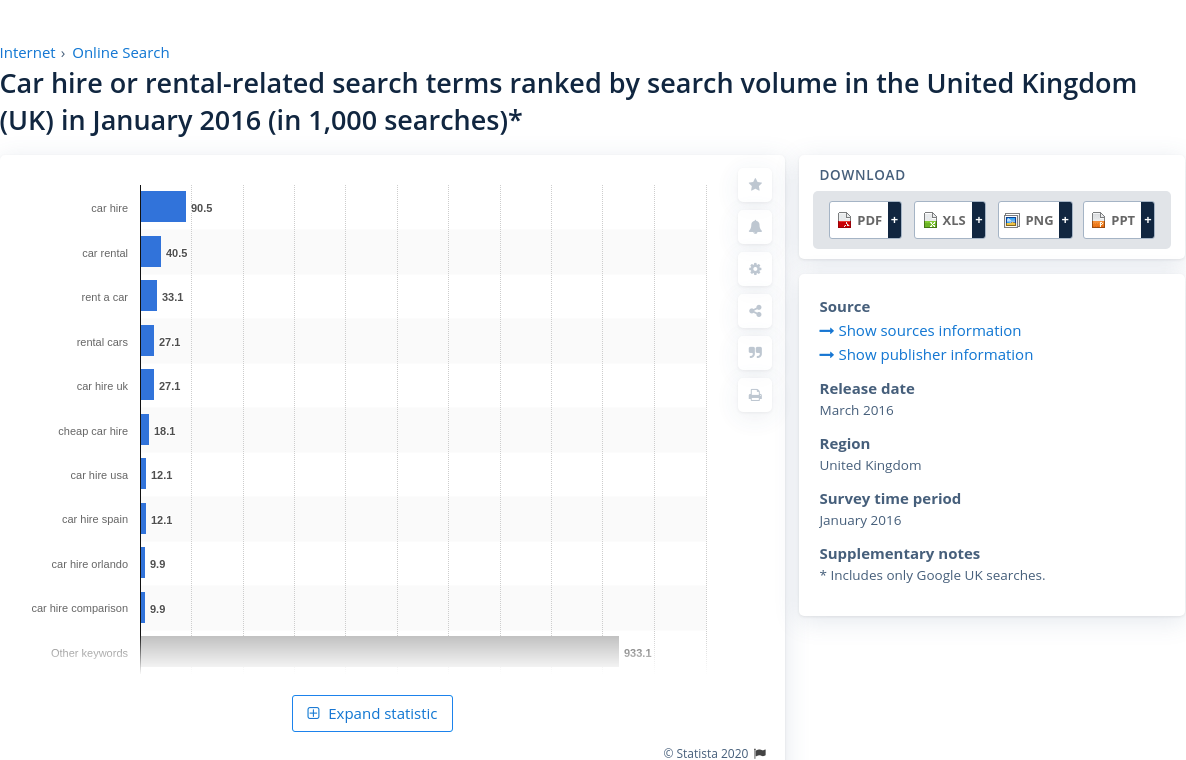 Internet › Online Search
Car hire or rental-related search terms ranked by search volume in the United Kingdom
(UK) in January 2016 (in 1,000 searches)*
car hire 90.5
car rental 40.5
rent a car 33.1
rental cars 27.1
car hire uk 27.1
cheap car hire 18.1
car hire usa 12.1
car hire spain 12.1
car hire orlando 9.9
car hire comparison 9.9
Other keywords 933.1
Expand statistic
© Statista 2020
DOWNLOAD
PDF + XLS + PNG + PPT +
Source
Show sources information
Show publisher information
Release date
March 2016
Region
United Kingdom
Survey time period
January 2016
Supplementary notes
* Includes only Google UK searches.